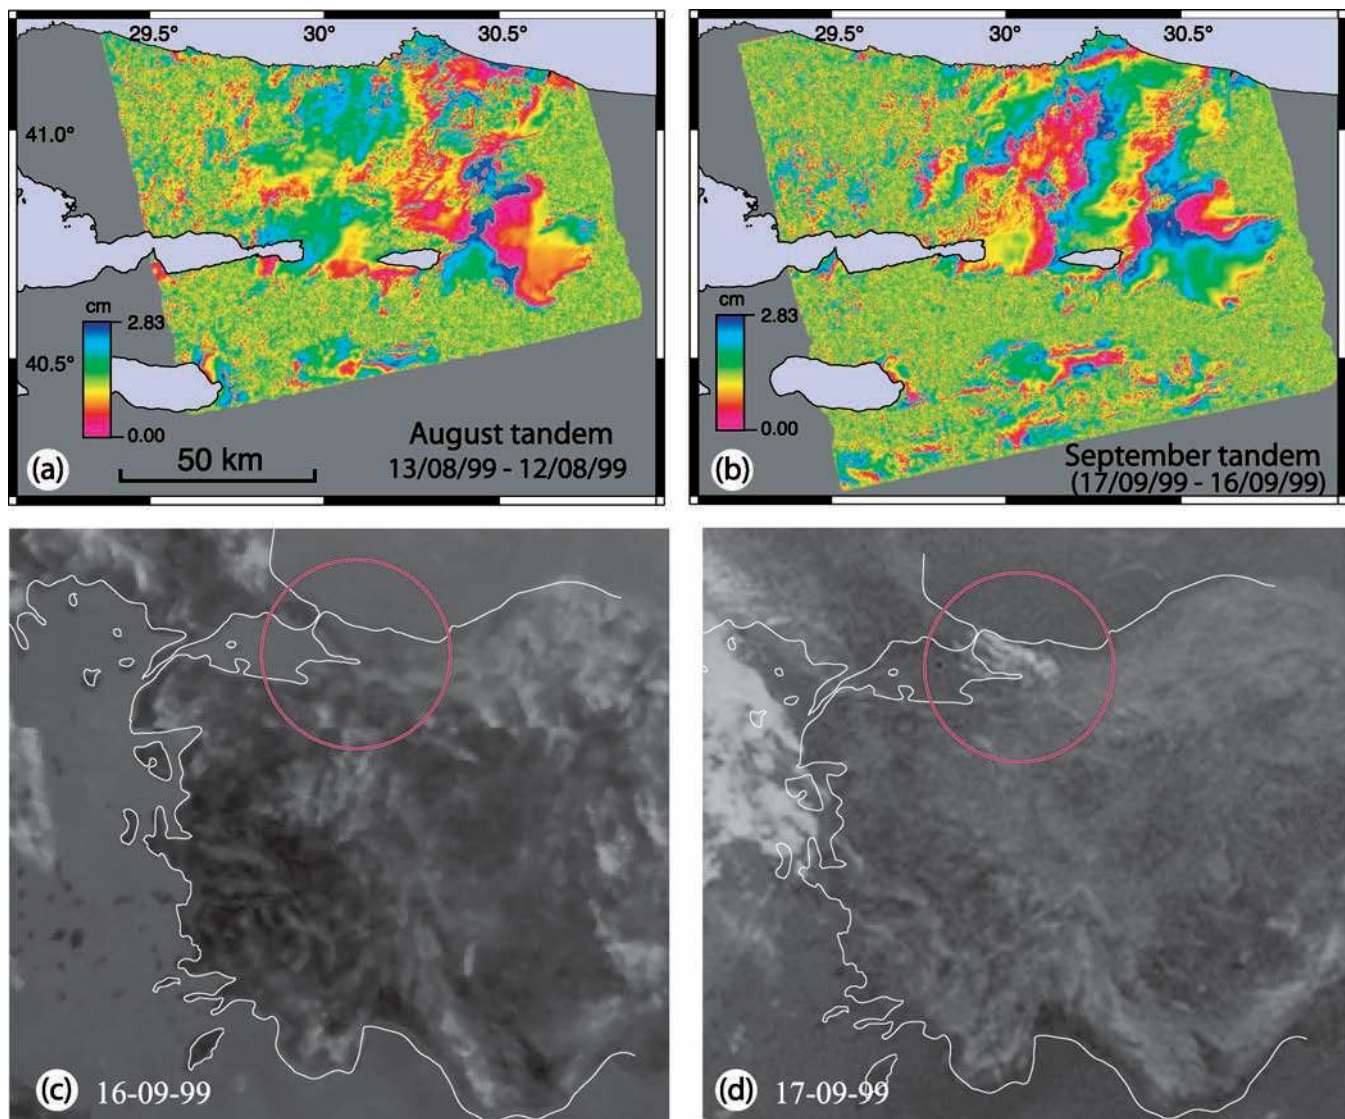 29.5°
30°
30.5°
41.0°
40.5°
cm
2.83
0.00
(a)
50 km
August tandem
13/08/99 - 12/08/99
29.5°
30°
30.5°
cm
2.83
0.00
(b)
September tandem
(17/09/99 - 16/09/99)
(c)
16-09-99
(d)
17-09-99